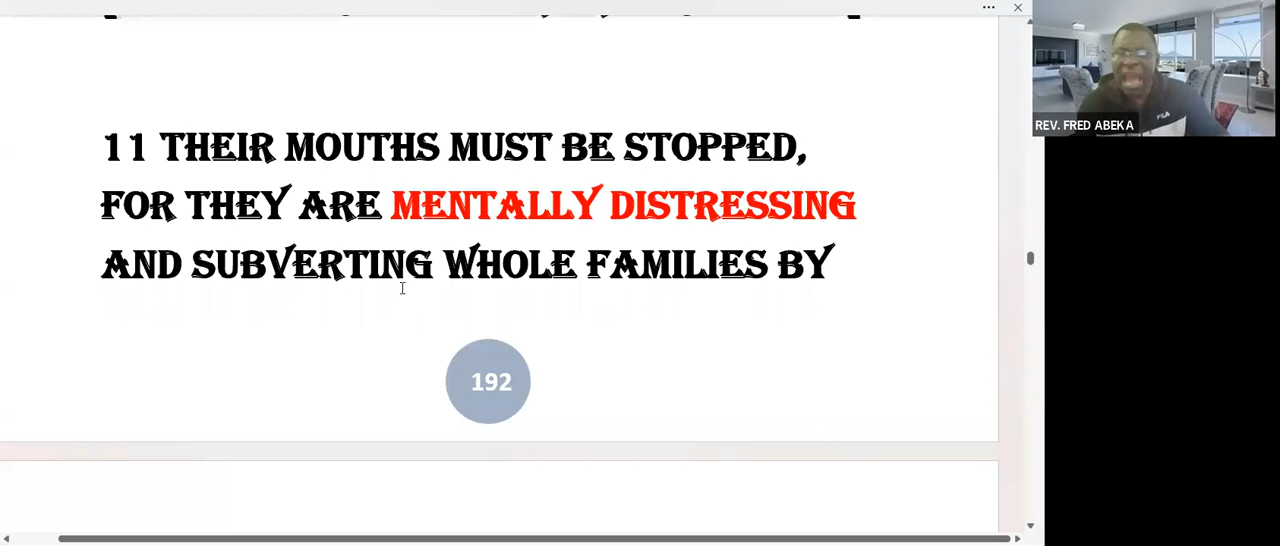 11 THEIR MOUTHS MUST BE STOPPED,
FOR THEY ARE MENTALLY DISTRESSING
AND SUBVERTING WHOLE FAMILIES BY
192
REV. FRED ABEKA
FILA